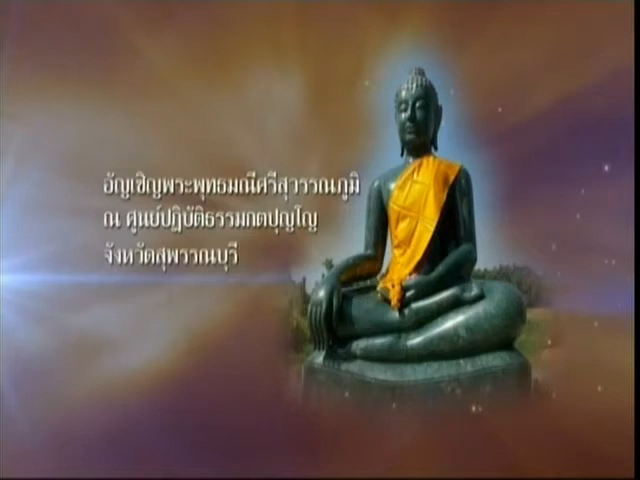 อัญเชิญพระพุทธมณีศรีสุวรรณภูมิ
ณ ศูนย์ปฏิบัติธรรมกตปุญโญ
จังหวัดสุพรรณบุรี